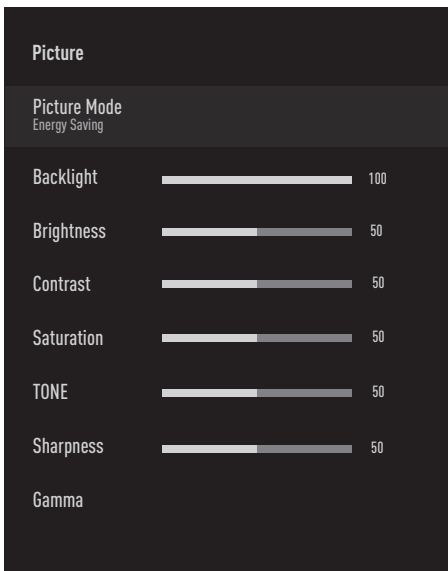 Picture
Picture Mode
Energy Saving
Backlight 100
Brightness 50
Contrast 50
Saturation 50
TONE 50
Sharpness 50
Gamma